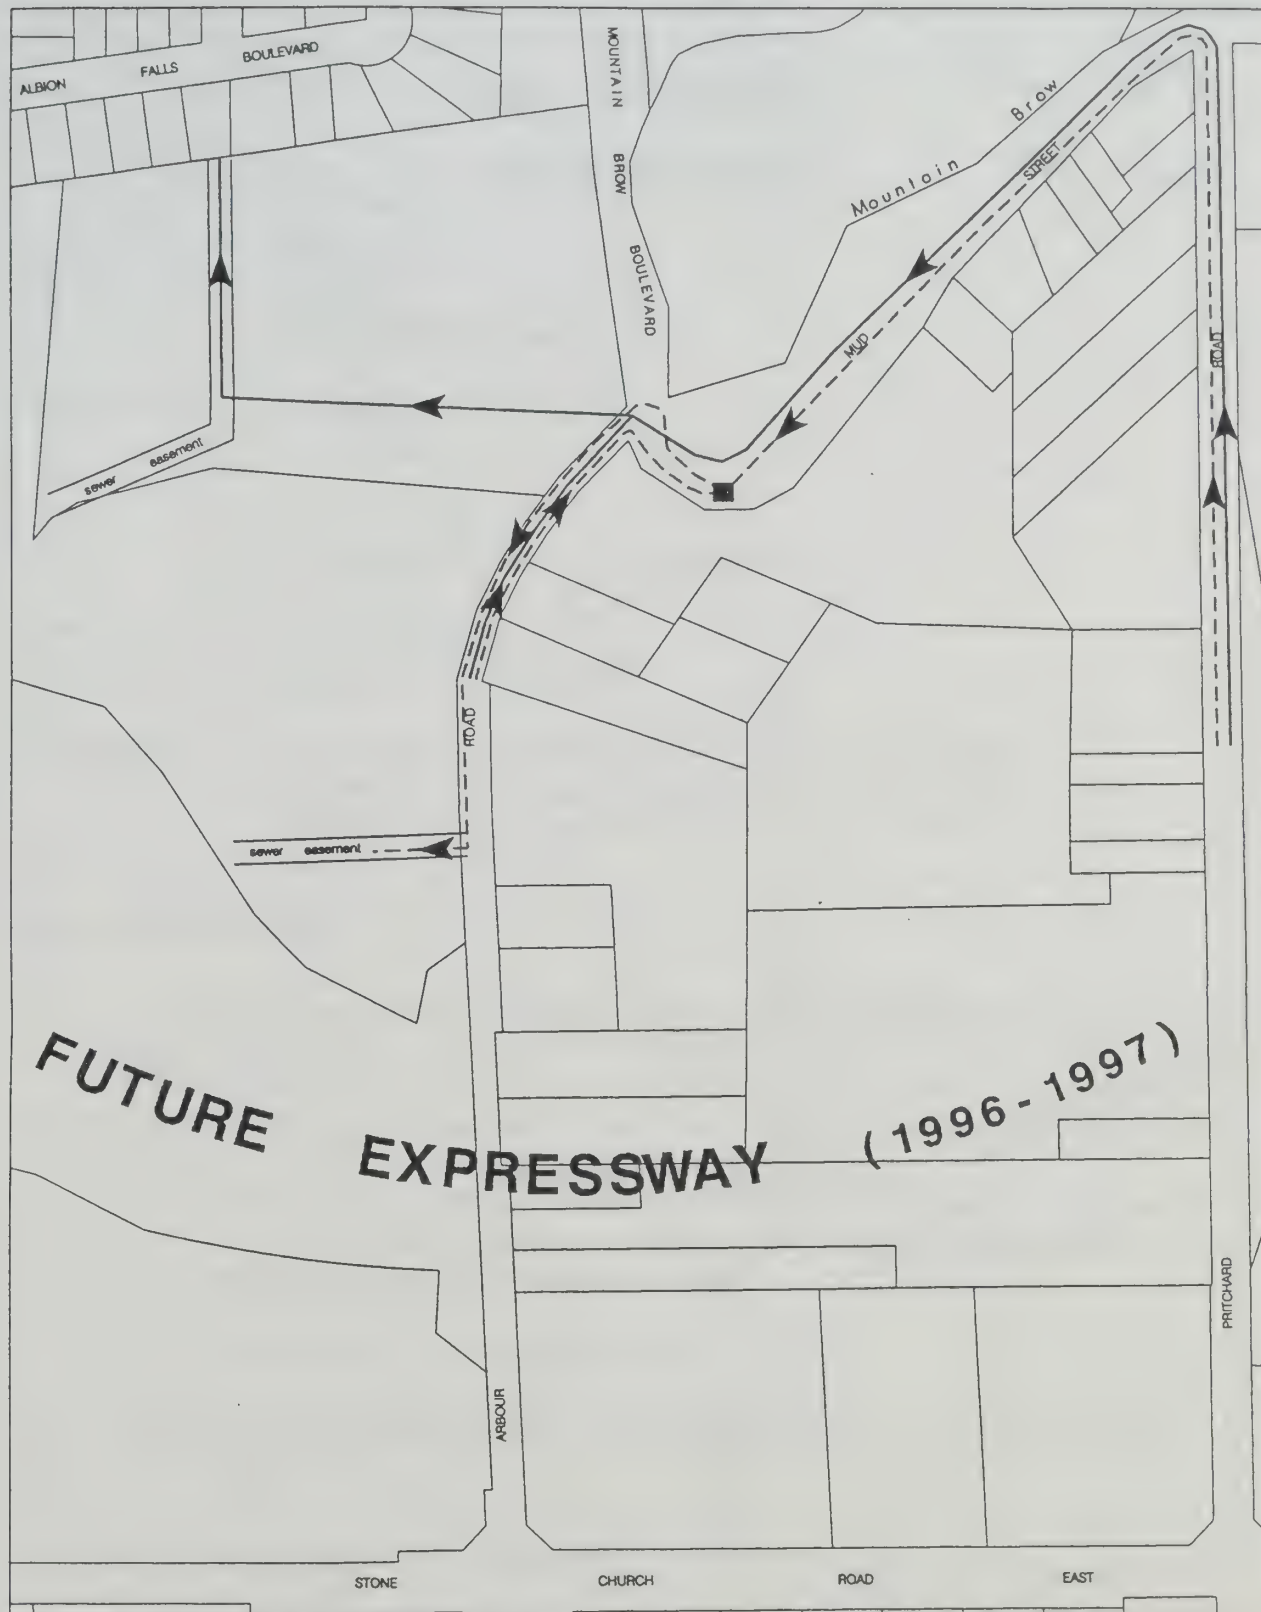 ALBION FALLS BOULEVARD
MOUNTAIN BROW BOULEVARD
Mountain Brow
MUD STREET
ROAD
sewer easement
ROAD
sewer easement
FUTURE EXPRESSWAY (1996-1997)
PRITCHARD
ARBOUR
STONE CHURCH ROAD EAST